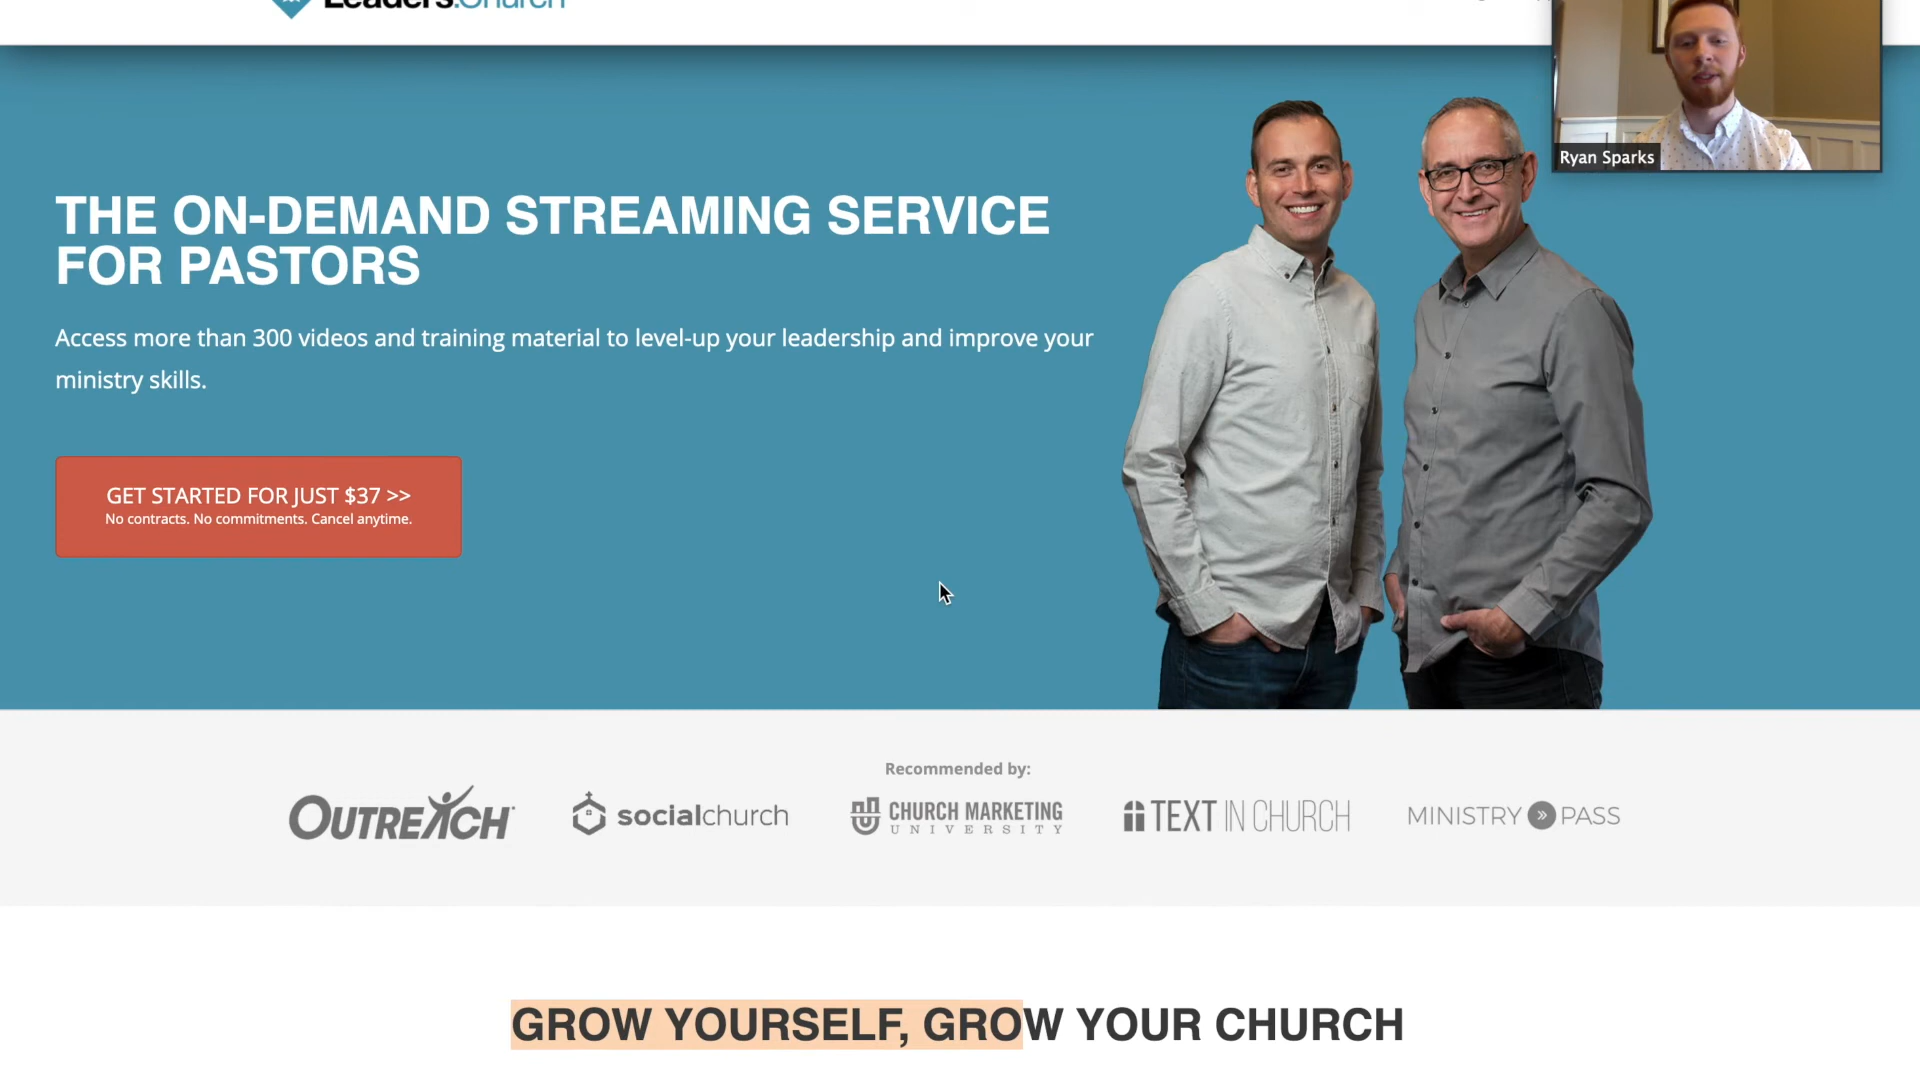 Leaders.Church
Ryan Sparks
THE ON-DEMAND STREAMING SERVICE
FOR PASTORS
Access more than 300 videos and training material to level-up your leadership and improve your
ministry skills.
GET STARTED FOR JUST $37 >>
No contracts. No commitments. Cancel anytime.
Recommended by:
OUTREACH
socialchurch
CHURCH MARKETING
UNIVERSITY
TEXT IN CHURCH
MINISTRY PASS
GROW YOURSELF, GROW YOUR CHURCH